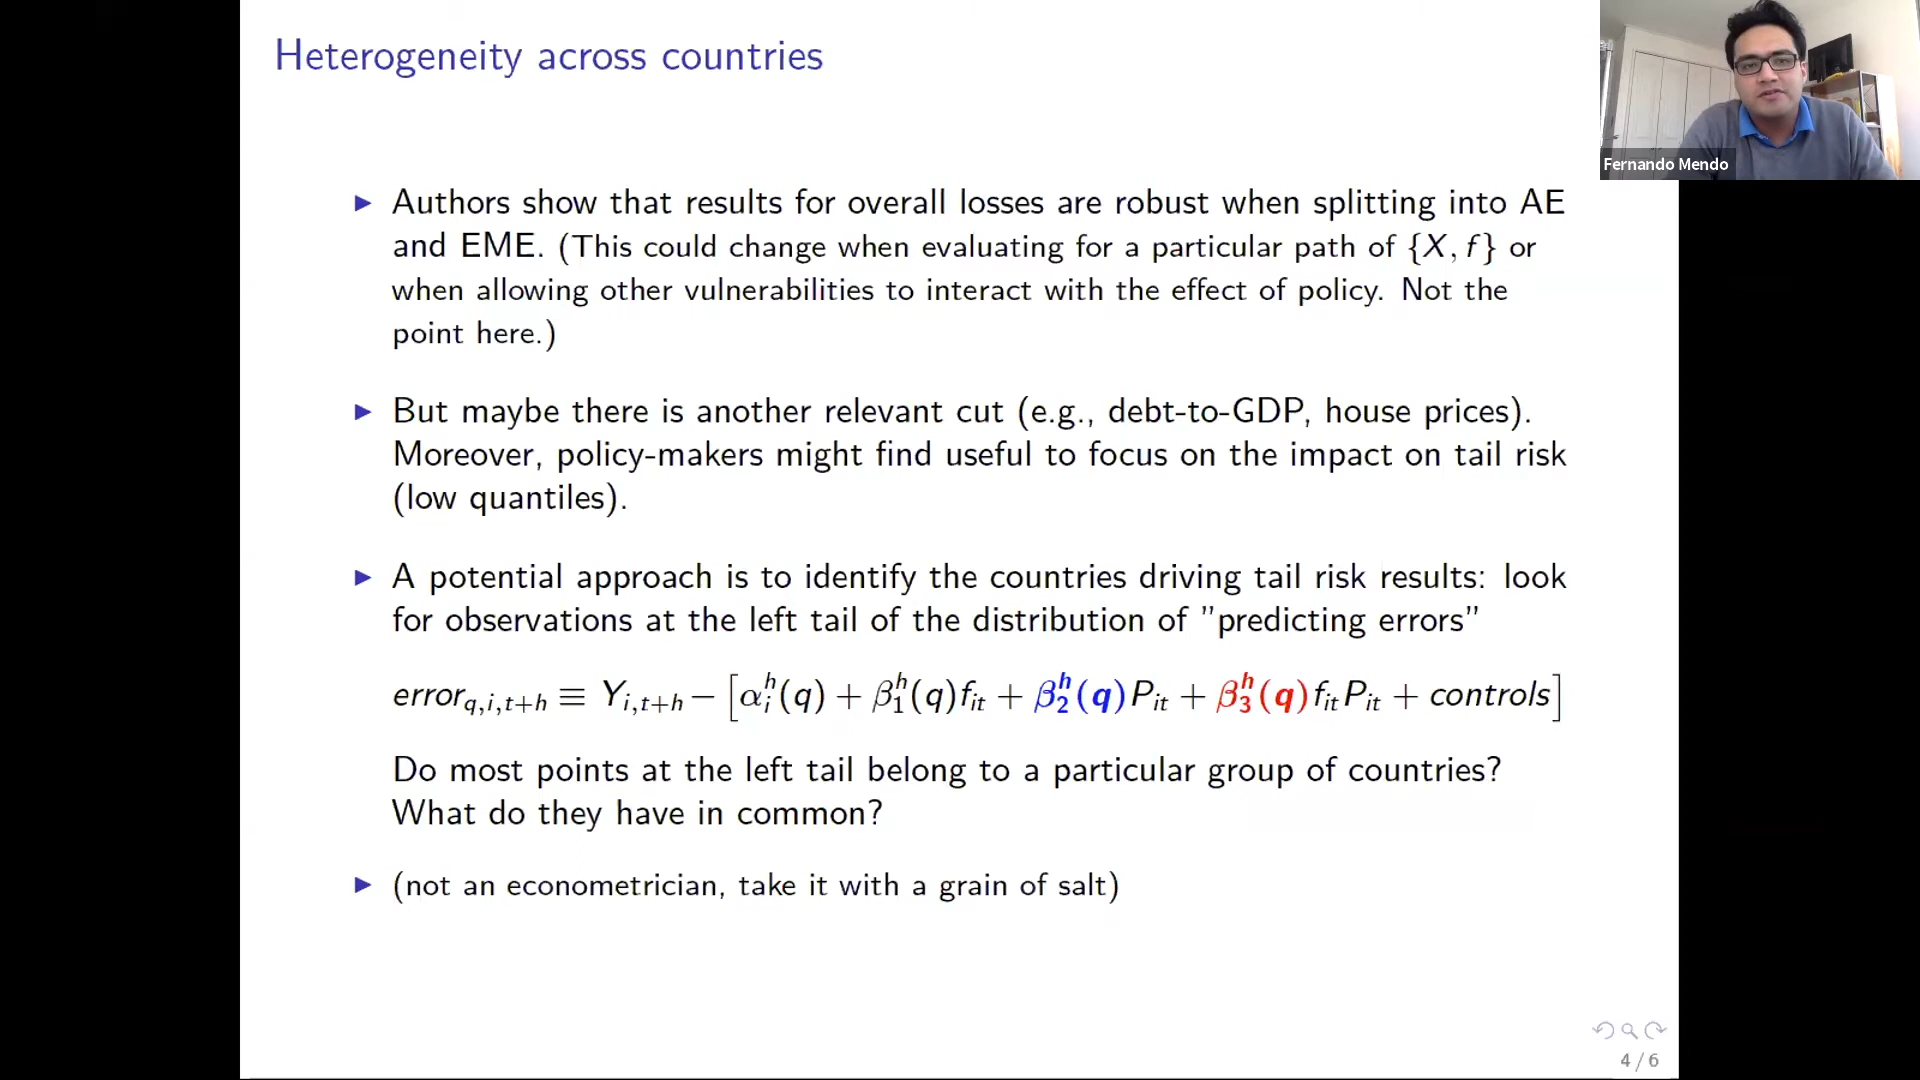 Heterogeneity across countries
Fernando Mendo
▶ Authors show that results for overall losses are robust when splitting into AE
and EME. (This could change when evaluating for a particular path of {X, f} or
when allowing other vulnerabilities to interact with the effect of policy. Not the
point here.)
▶ But maybe there is another relevant cut (e.g., debt-to-GDP, house prices).
Moreover, policy-makers might find useful to focus on the impact on tail risk
(low quantiles).
▶ A potential approach is to identify the countries driving tail risk results: look
for observations at the left tail of the distribution of ”predicting errors”
error_{q,i,t+h} ≡ Y_{i,t+h} − [α_i^h(q) + β_1^h(q)f_{it} + β_2^h(q)P_{it} + β_3^h(q)f_{it}P_{it} + controls]
Do most points at the left tail belong to a particular group of countries?
What do they have in common?
▶ (not an econometrician, take it with a grain of salt)
4 / 6